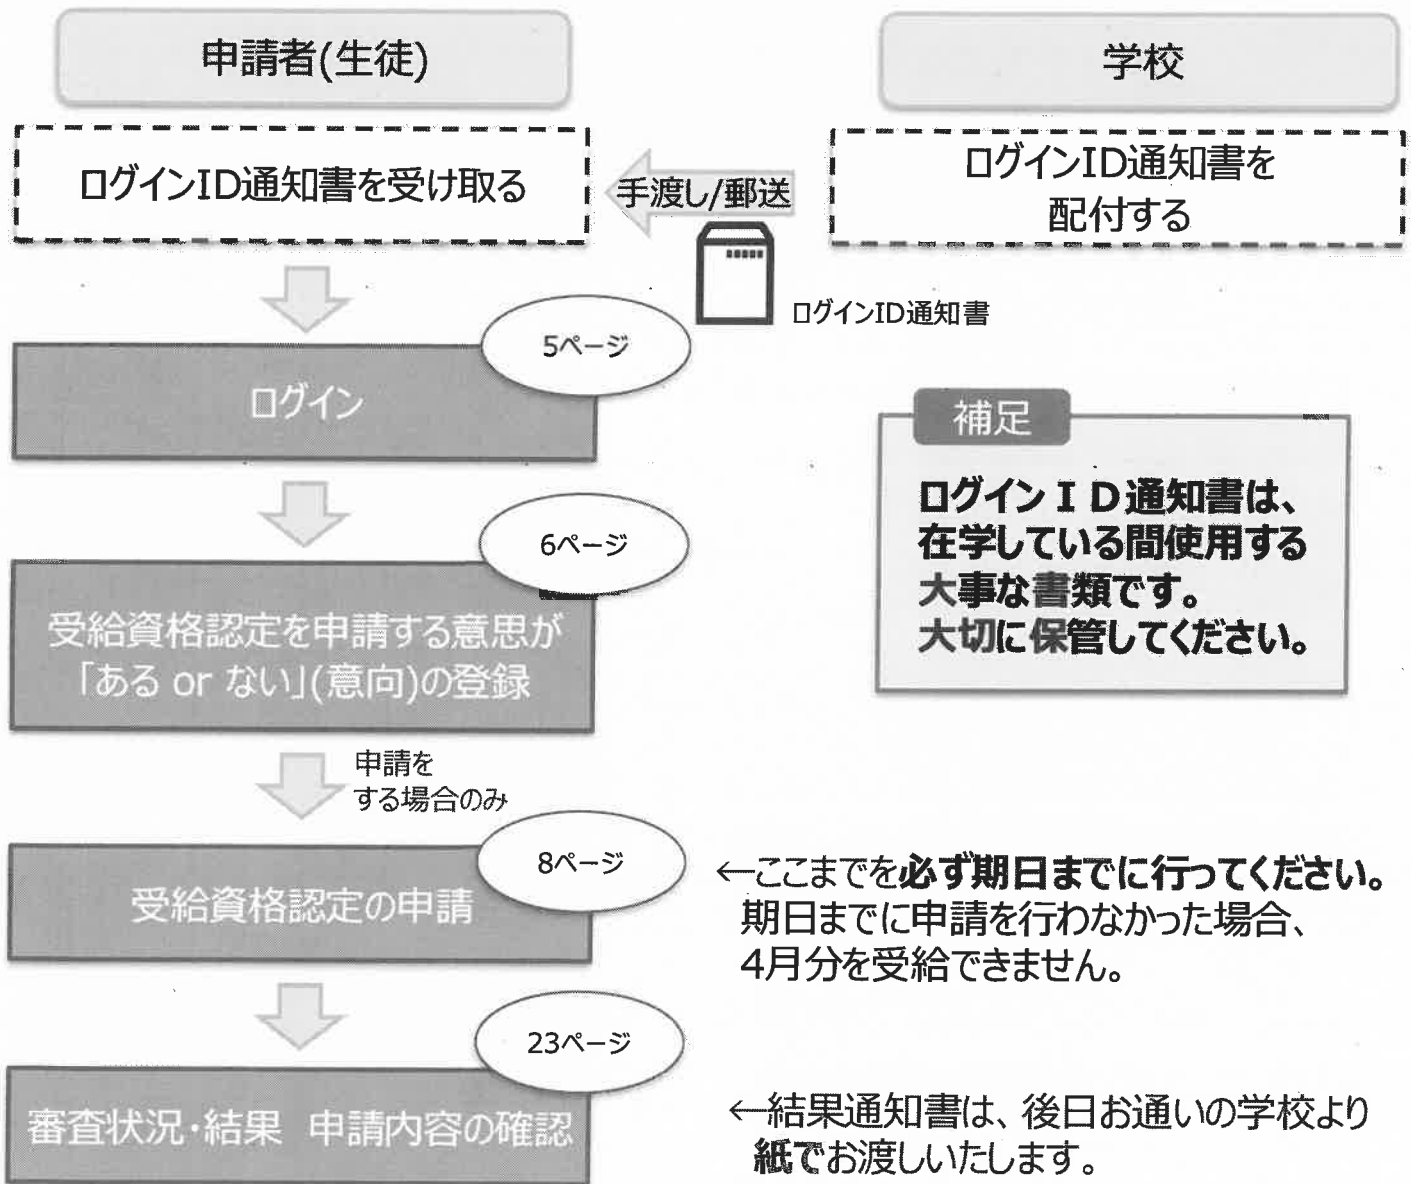 申請者(生徒)
学校
ログインID通知書を受け取る
手渡し/郵送
ログインID通知書を
配付する
ログインID通知書
5ページ
ログイン
補足
ログインＩＤ通知書は、
在学している間使用する
大事な書類です。
大切に保管してください。
6ページ
受給資格認定を申請する意思が
「ある or ない」(意向)の登録
申請を
する場合のみ
8ページ
受給資格認定の申請
←ここまでを必ず期日までに行ってください。
期日までに申請を行わなかった場合、
4月分を受給できません。
23ページ
審査状況・結果 申請内容の確認
←結果通知書は、後日お通いの学校より
紙でお渡しいたします。